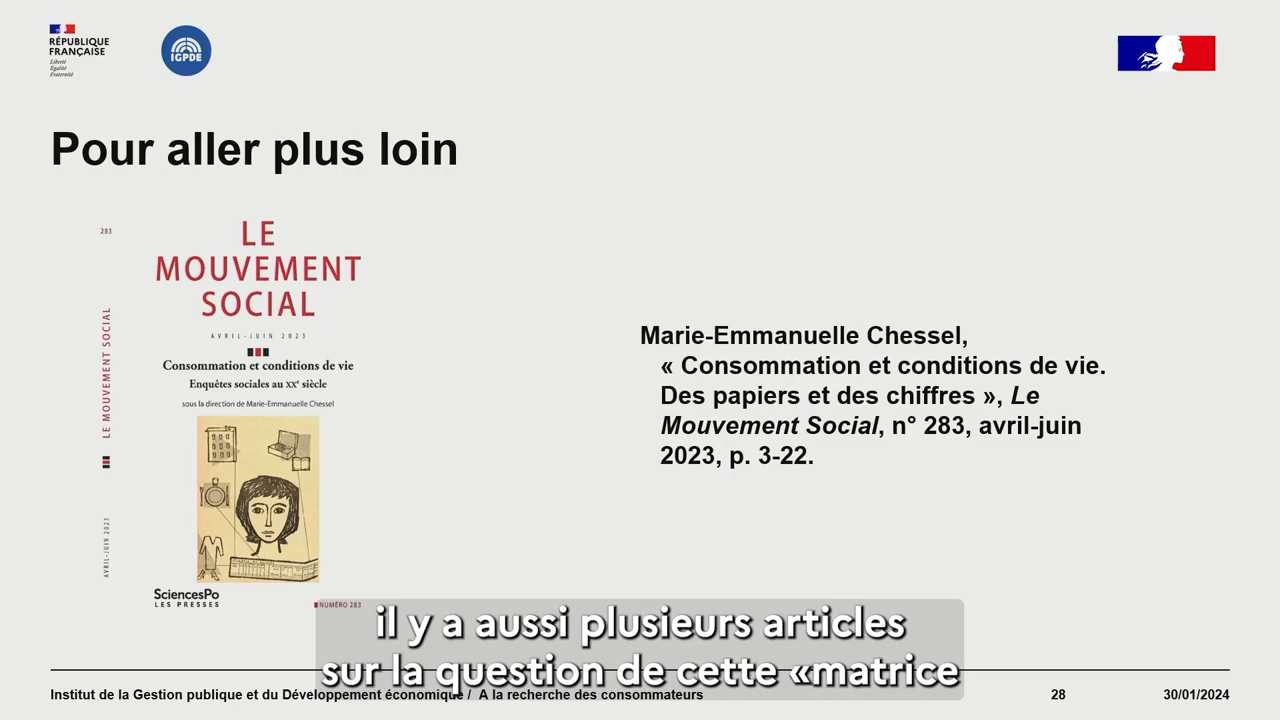 RÉPUBLIQUE
FRANÇAISE
Liberté
Égalité
Fraternité
IGPDE
Pour aller plus loin
283
LE MOUVEMENT SOCIAL
AVRIL-JUIN 2023
LE
MOUVEMENT
SOCIAL
AVRIL-JUIN 2023
Consommation et conditions de vie
Enquêtes sociales au XXe siècle
sous la direction de Marie-Emmanuelle Chessel
SciencesPo
LES PRESSES
NUMÉRO 283
Marie-Emmanuelle Chessel,
« Consommation et conditions de vie.
Des papiers et des chiffres », Le
Mouvement Social, n° 283, avril-juin
2023, p. 3-22.
il y a aussi plusieurs articles
sur la question de cette «matrice
Institut de la Gestion publique et du Développement économique / A la recherche des consommateurs
28
30/01/2024